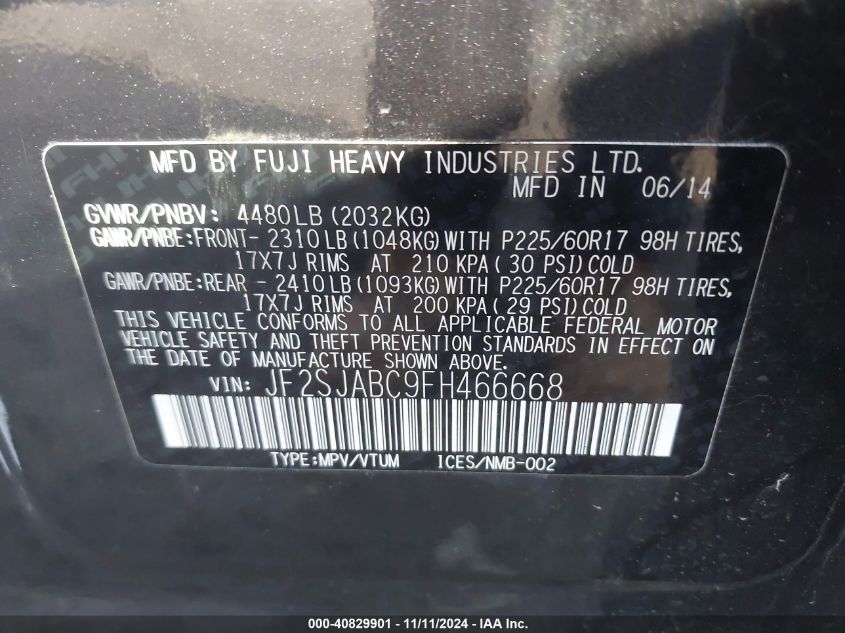 MFD BY FUJI HEAVY INDUSTRIES LTD.
MFD IN 06/14
GVWR/PNBV: 4480LB (2032KG)
GAWR/PNBE:FRONT- 2310LB(1048KG)WITH P225/60R17 98H TIRES,
17X7J RIMS AT 210 KPA( 30 PSI)COLD
GAWR/PNBE:REAR - 2410LB(1093KG)WITH P225/60R17 98H TIRES,
17X7J RIMS AT 200 KPA( 29 PSI)COLD
THIS VEHICLE CONFORMS TO ALL APPLICABLE FEDERAL MOTOR
VEHICLE SAFETY AND THEFT PREVENTION STANDARDS IN EFFECT ON
THE DATE OF MANUFACTURE SHOWN ABOVE.
VIN: JF2SJABC9FH466668
TYPE:MPV/VTUM ICES/NMB-002
000-40829901 - 11/11/2024 - IAA Inc.